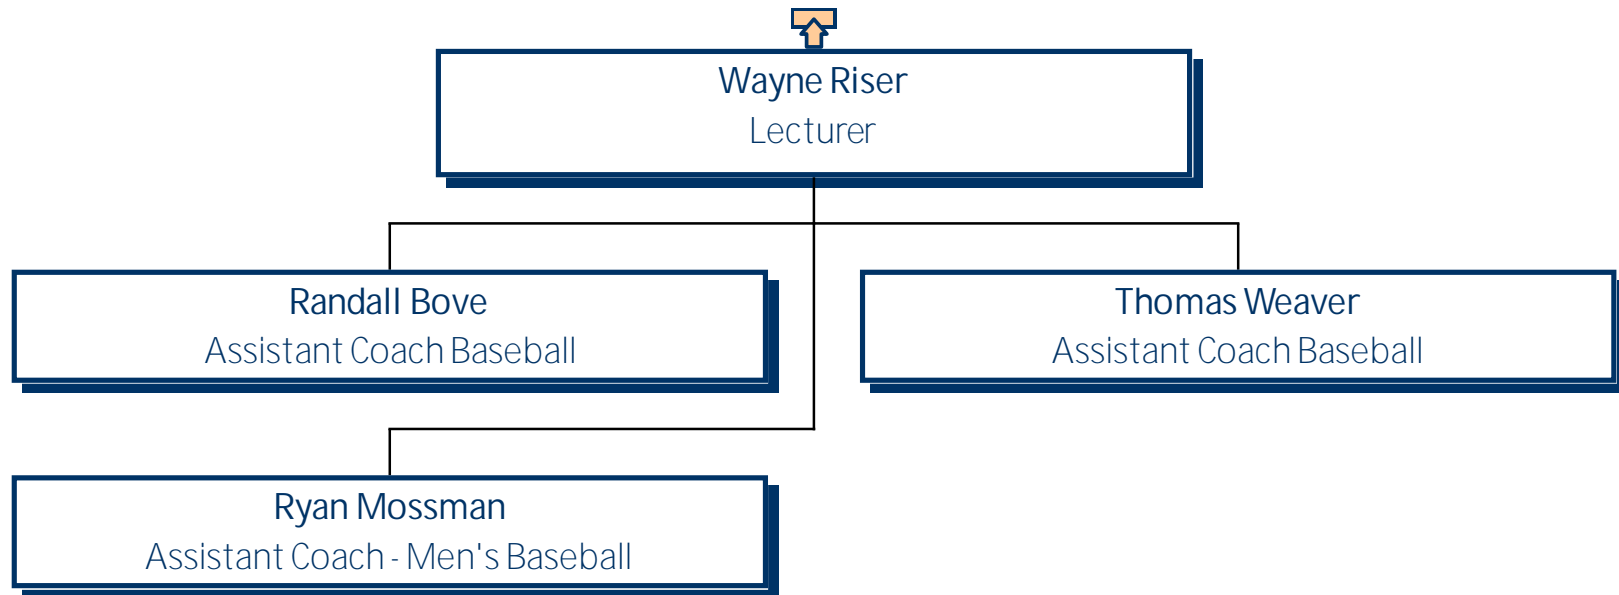 Wayne Riser
Lecturer
Randall Bove
Assistant Coach Baseball
Thomas Weaver
Assistant Coach Baseball
Ryan Mossman
Assistant Coach - Men's Baseball